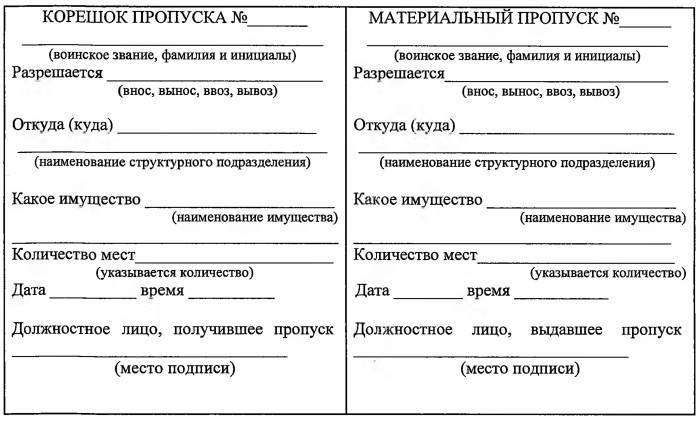 КОРЕШОК ПРОПУСКА №_______
(воинское звание, фамилия и инициалы)
Разрешается
(внос, вынос, ввоз, вывоз)
Откуда (куда)
(наименование структурного подразделения)
Какое имущество
(наименование имущества)
Количество мест
(указывается количество)
Дата _________ время _________
Должностное лицо, получившее пропуск
(место подписи)
МАТЕРИАЛЬНЫЙ ПРОПУСК №______
(воинское звание, фамилия и инициалы)
Разрешается
(внос, вынос, ввоз, вывоз)
Откуда (куда)
(наименование структурного подразделения)
Какое имущество
(наименование имущества)
Количество мест
(указывается количество)
Дата ________ время _________
Должностное лицо, выдавшее пропуск
(место подписи)